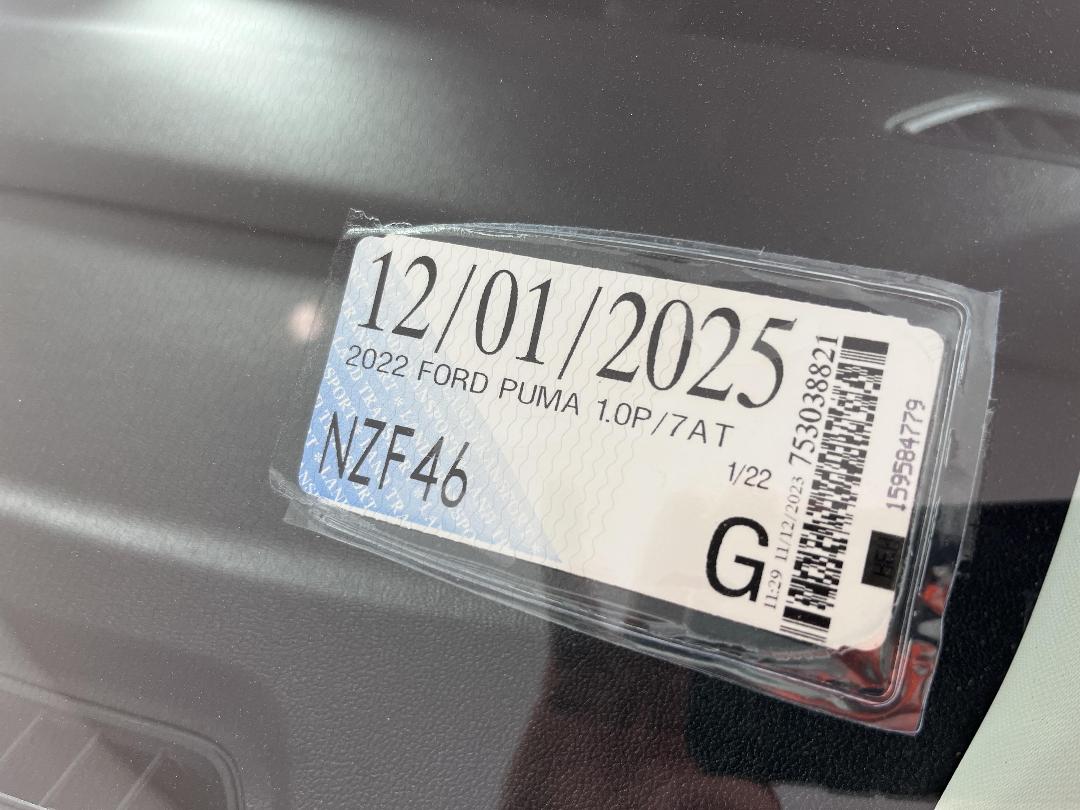 12/01/2025
2022 FORD PUMA 1.0P/7AT
NZF46
1/22
G
11:29 11/12/2023 753038821
159584779